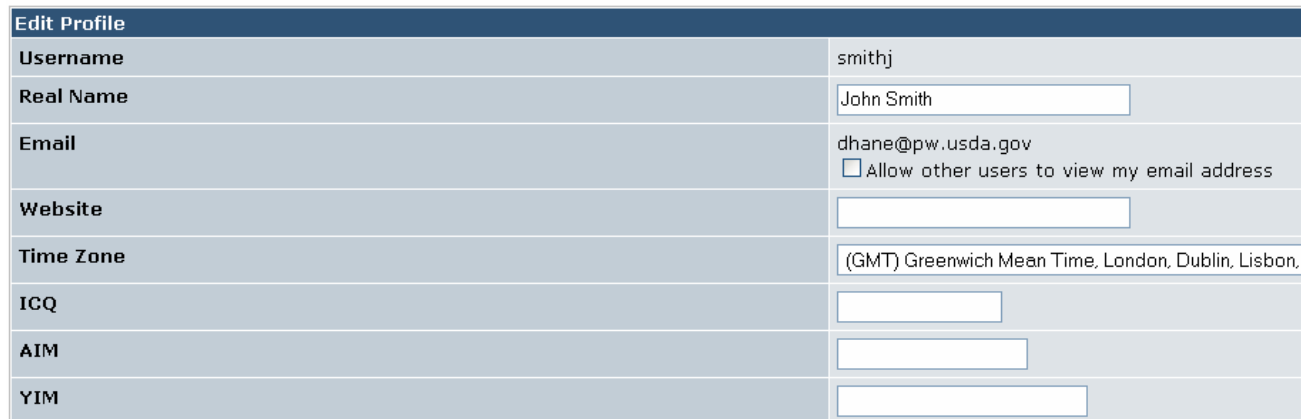 Edit Profile
Username smithj
Real Name John Smith
Email dhane@pw.usda.gov
Allow other users to view my email address
Website
Time Zone (GMT) Greenwich Mean Time, London, Dublin, Lisbon,
ICQ
AIM
YIM